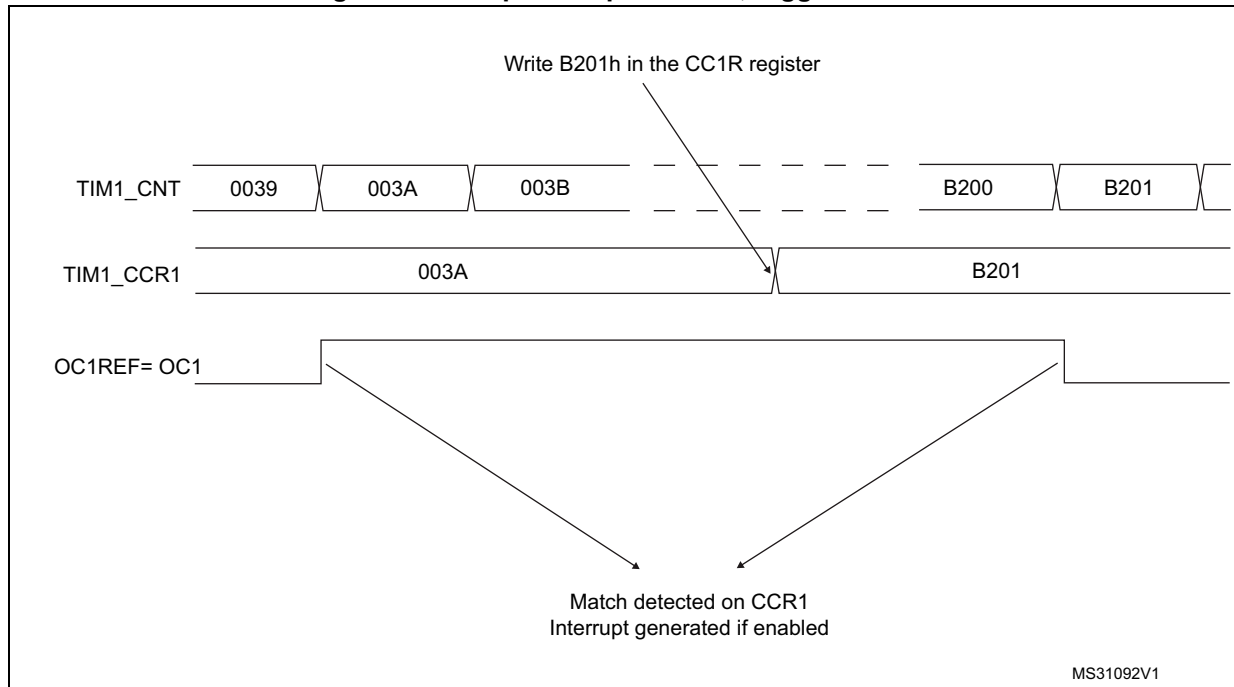 Write B201h in the CC1R register
TIM1_CNT 0039 003A 003B B200 B201
TIM1_CCR1 003A B201
OC1REF= OC1
Match detected on CCR1
Interrupt generated if enabled
MS31092V1